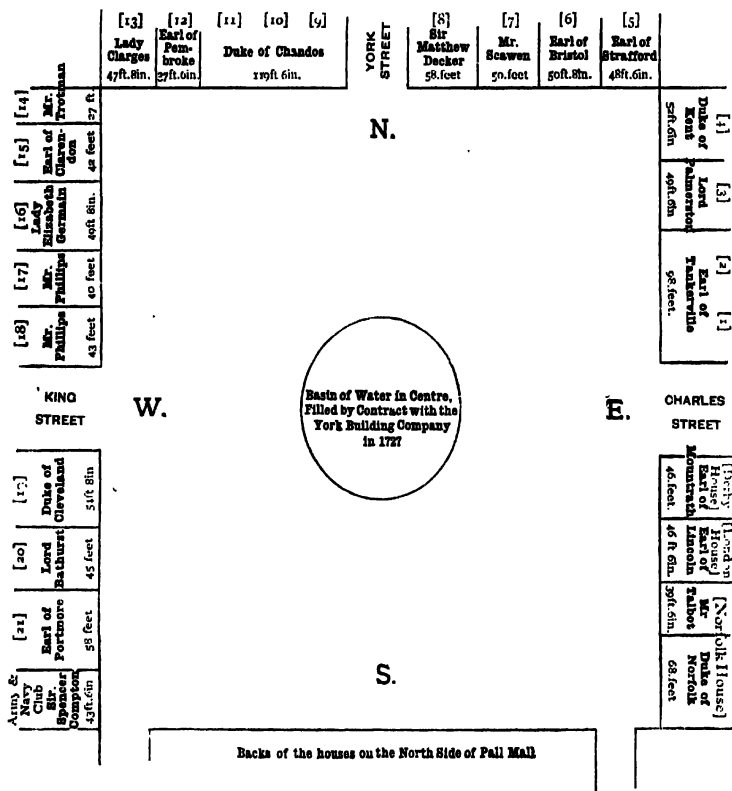 [13]
Lady
Clarges
47ft. 8in.
[12]
Earl of
Pem-
broke
37ft. 6in.
[11] [10] [9]
Duke of Chandos
119ft 6in.
YORK
STREET
[8]
Sir
Matthew
Decker
58.feet
[7]
Mr.
Scawen
50.feet
[6]
Earl of
Bristol
50ft.8in.
[5]
Earl of
Strafford
48ft.6in.
[14]
Mr.
Trotman
27 ft.
[15]
Earl of
Claren-
don
42 feet
[16]
Lady
Elizabeth
Germain
49ft 8in.
[17]
Mr.
Phillips
40 feet
[18]
Mr.
Phillips
43 feet
KING
STREET
[19]
Duke of
Cleveland
51ft 8in
[20]
Lord
Bathurst
45 feet
[21]
Earl of
Portmore
58 feet
Army &
Navy
Club
Sir.
Spencer
Compton
43ft.6in
N.
W.
Basin of Water in Centre,
Filled by Contract with the
York Building Company
in 1727
E.
S.
[4]
Duke of
Kent
52ft.6in
[3]
Lord
Palmerston
49ft.6in
[2]
[1]
Earl of
Tankerville
98.feet.
CHARLES
STREET
[Derby
House]
Earl of
Mountrath
46.feet.
[London
House]
Earl of
Lincoln
46 ft 6in.
Mr
Talbot
39ft.6in.
[Norfolk House]
Duke of
Norfolk
68.feet
Backs of the houses on the North Side of Pall Mall